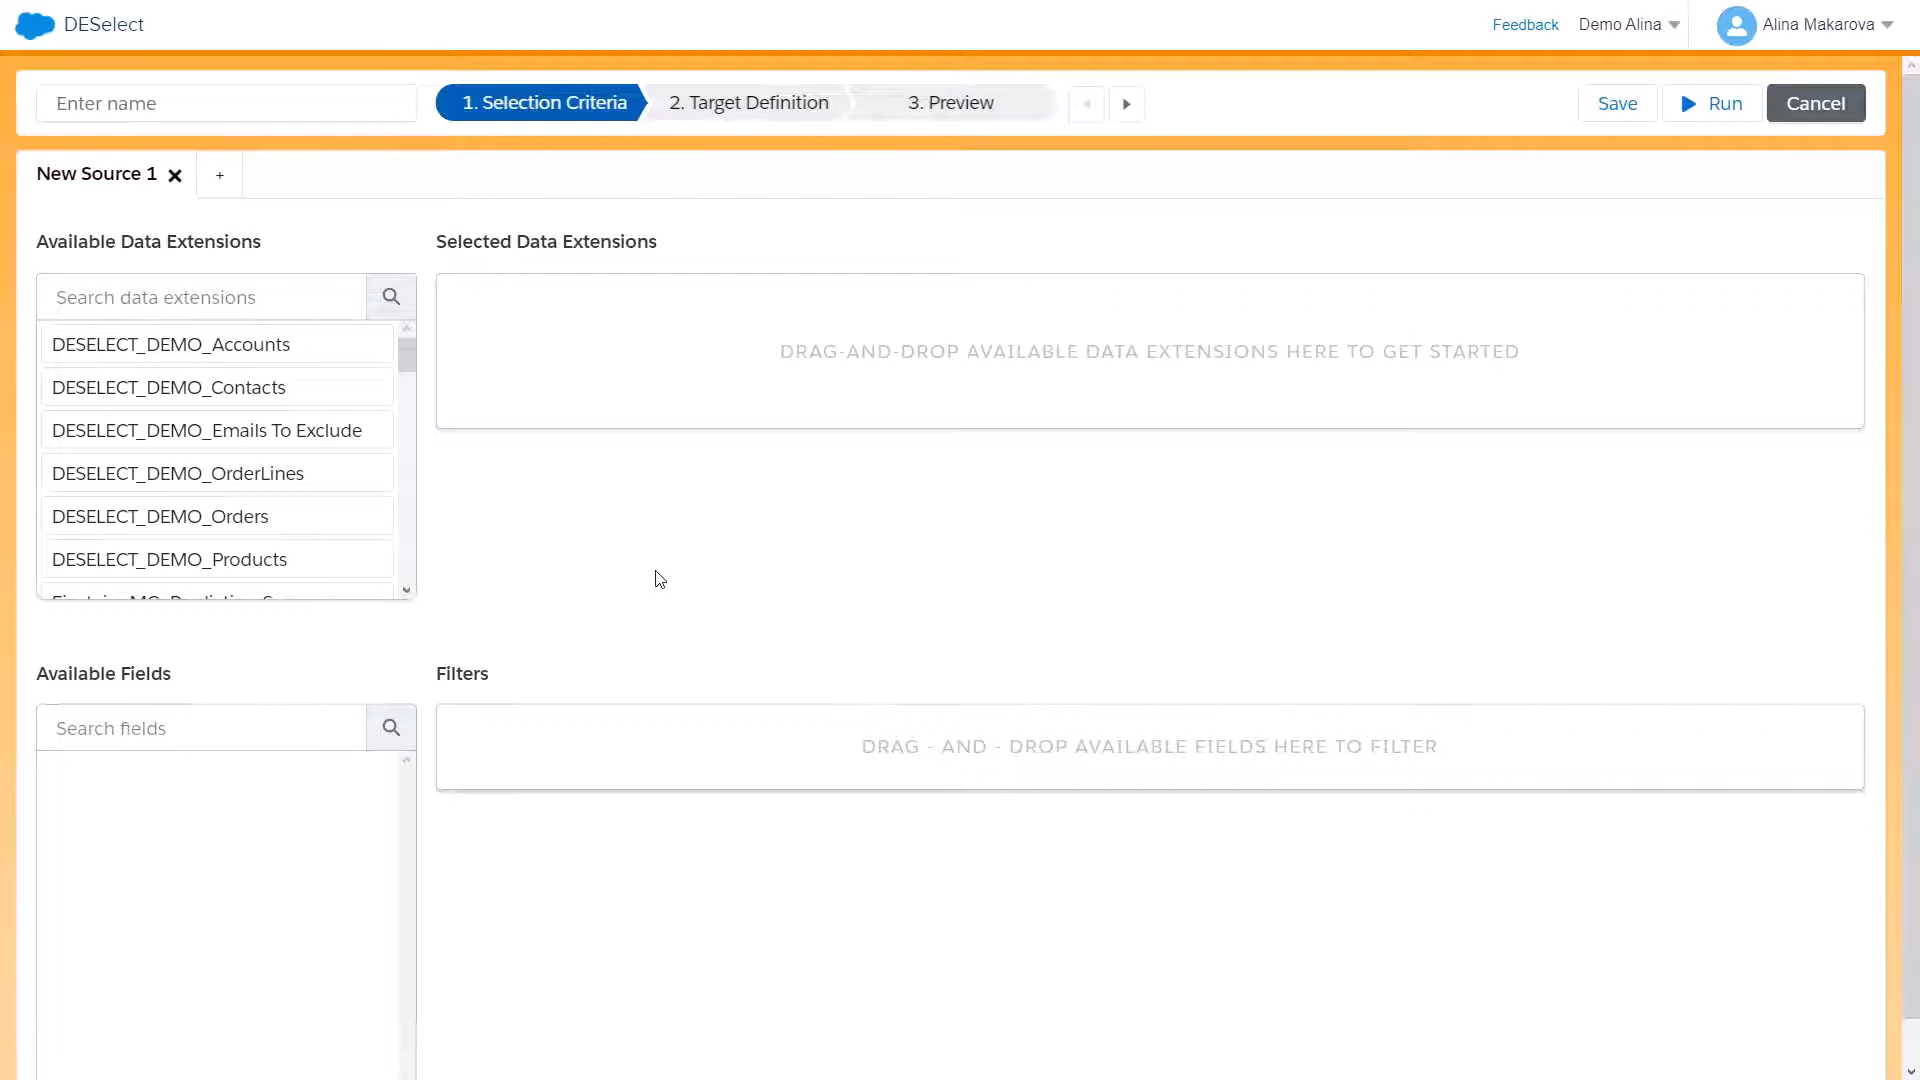 DESelect
Feedback
Demo Alina
Alina Makarova
Enter name
1. Selection Criteria
2. Target Definition
3. Preview
Save
Run
Cancel
New Source 1
+
Available Data Extensions
Selected Data Extensions
Search data extensions
DESELECT_DEMO_Accounts
DESELECT_DEMO_Contacts
DESELECT_DEMO_Emails To Exclude
DESELECT_DEMO_OrderLines
DESELECT_DEMO_Orders
DESELECT_DEMO_Products
DRAG-AND-DROP AVAILABLE DATA EXTENSIONS HERE TO GET STARTED
Available Fields
Filters
Search fields
DRAG - AND - DROP AVAILABLE FIELDS HERE TO FILTER